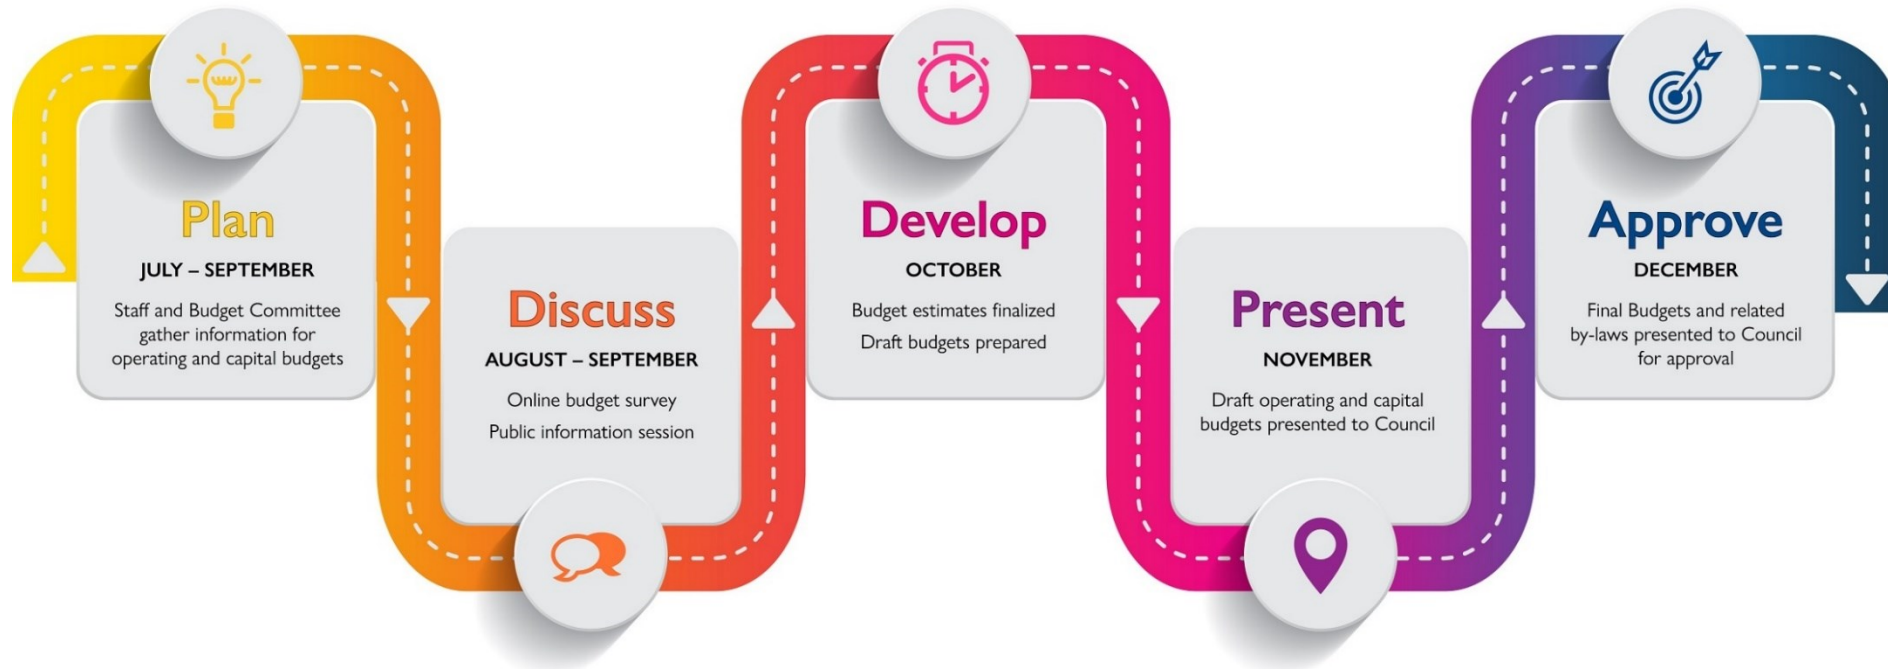 Plan
JULY – SEPTEMBER
Staff and Budget Committee
gather information for
operating and capital budgets
Discuss
AUGUST – SEPTEMBER
Online budget survey
Public information session
Develop
OCTOBER
Budget estimates finalized
Draft budgets prepared
Present
NOVEMBER
Draft operating and capital
budgets presented to Council
Approve
DECEMBER
Final Budgets and related
by-laws presented to Council
for approval